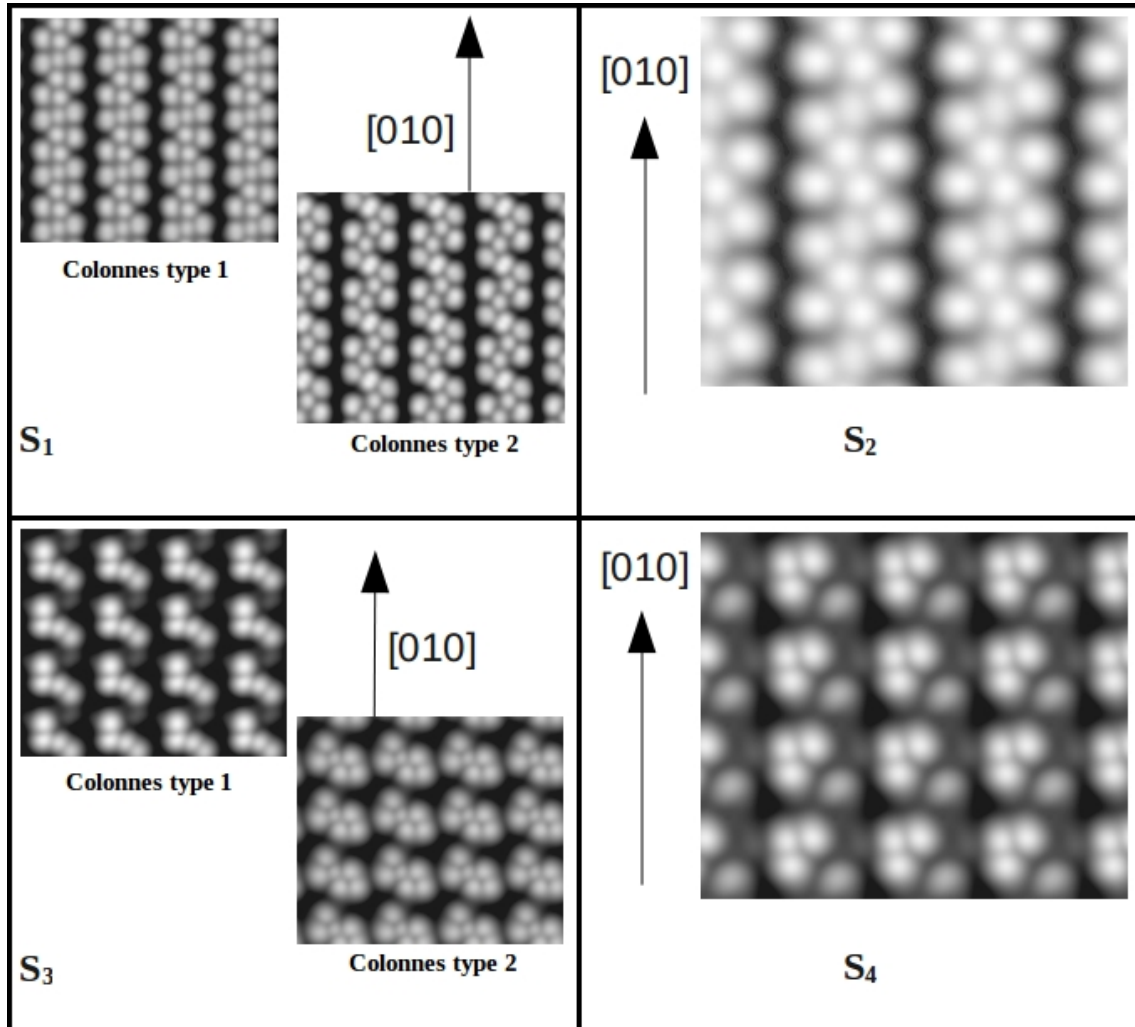 [010]
Colonnes type 1
Colonnes type 2
S1
[010]
S2
Colonnes type 1
[010]
Colonnes type 2
S3
[010]
S4